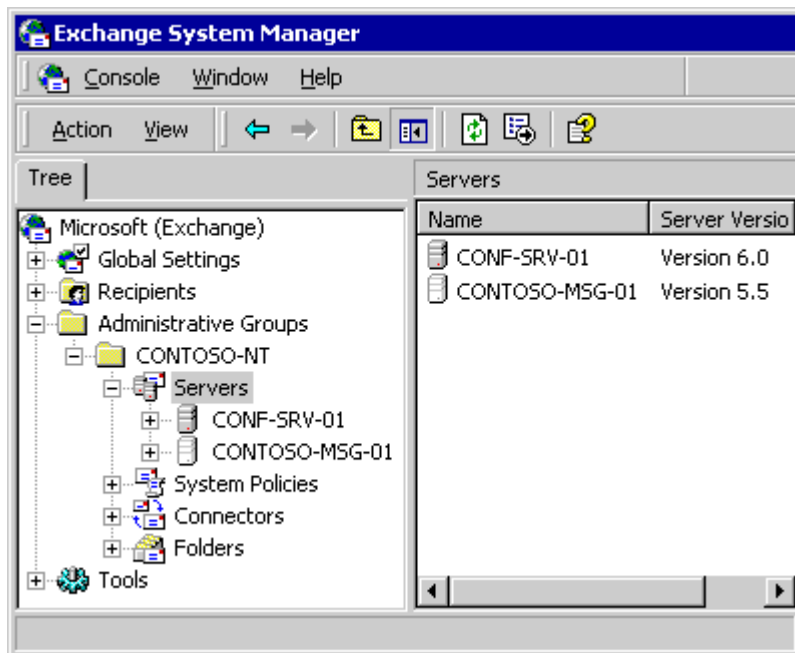 Exchange System Manager
Console Window Help
Action View
Tree
Servers
Microsoft (Exchange)
Global Settings
Recipients
Administrative Groups
CONTOSO-NT
Servers
CONF-SRV-01
CONTOSO-MSG-01
System Policies
Connectors
Folders
Tools
Name Server Versio
CONF-SRV-01 Version 6.0
CONTOSO-MSG-01 Version 5.5